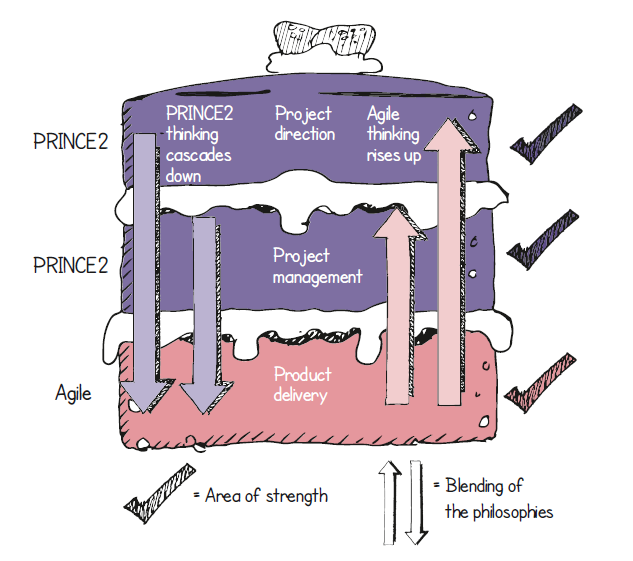 PRINCE2
thinking
cascades
down
Project
direction
Agile
thinking
rises up
PRINCE2
PRINCE2
Project
management
Agile
Product
delivery
= Area of strength
= Blending of
the philosophies